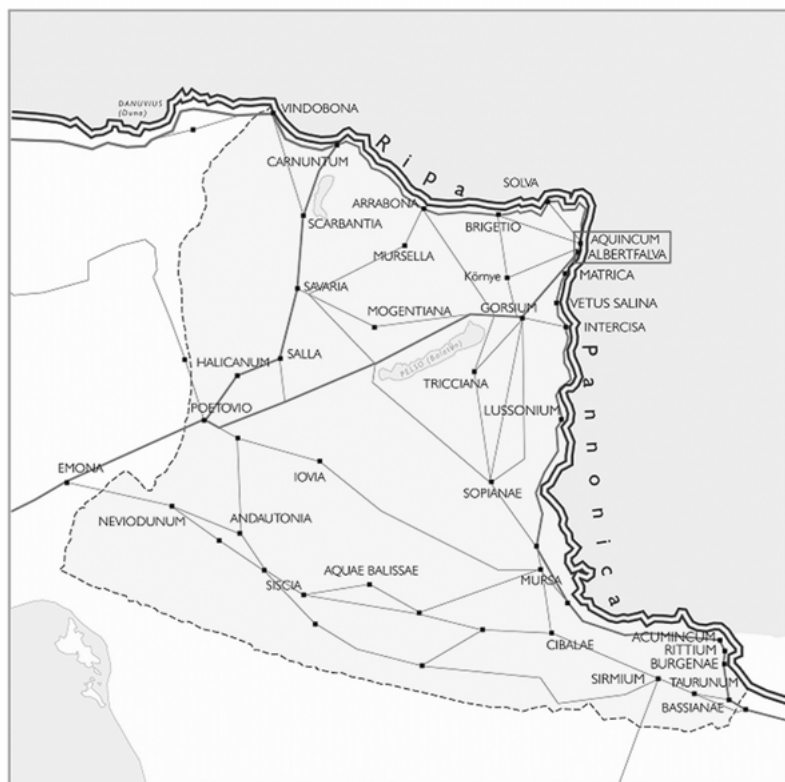 DANUVIUS
(Duna)
VINDOBONA
CARNUNTUM
Ripa
SOLVA
ARRABONA
BRIGETIO
SCARBANTIA
AQUINCUM
ALBERTFALVA
MURSELLA
Környe
MATRICA
SAVARIA
MOGENTIANA
GORSIUM
VETUS SALINA
INTERCISA
HALICANUM
SALLA
PELSO (Balaton)
TRICCIANA
Pannonica
POETOVIO
LUSSONIUM
EMONA
IOVIA
SOPIANAE
NEVIODUNUM
ANDAUTONIA
AQUAE BALISSAE
SISCIA
MURSA
CIBALAE
ACUMINCUM
RITTIUM
BURGENAE
SIRMIUM
TAURUNUM
BASSIANAE